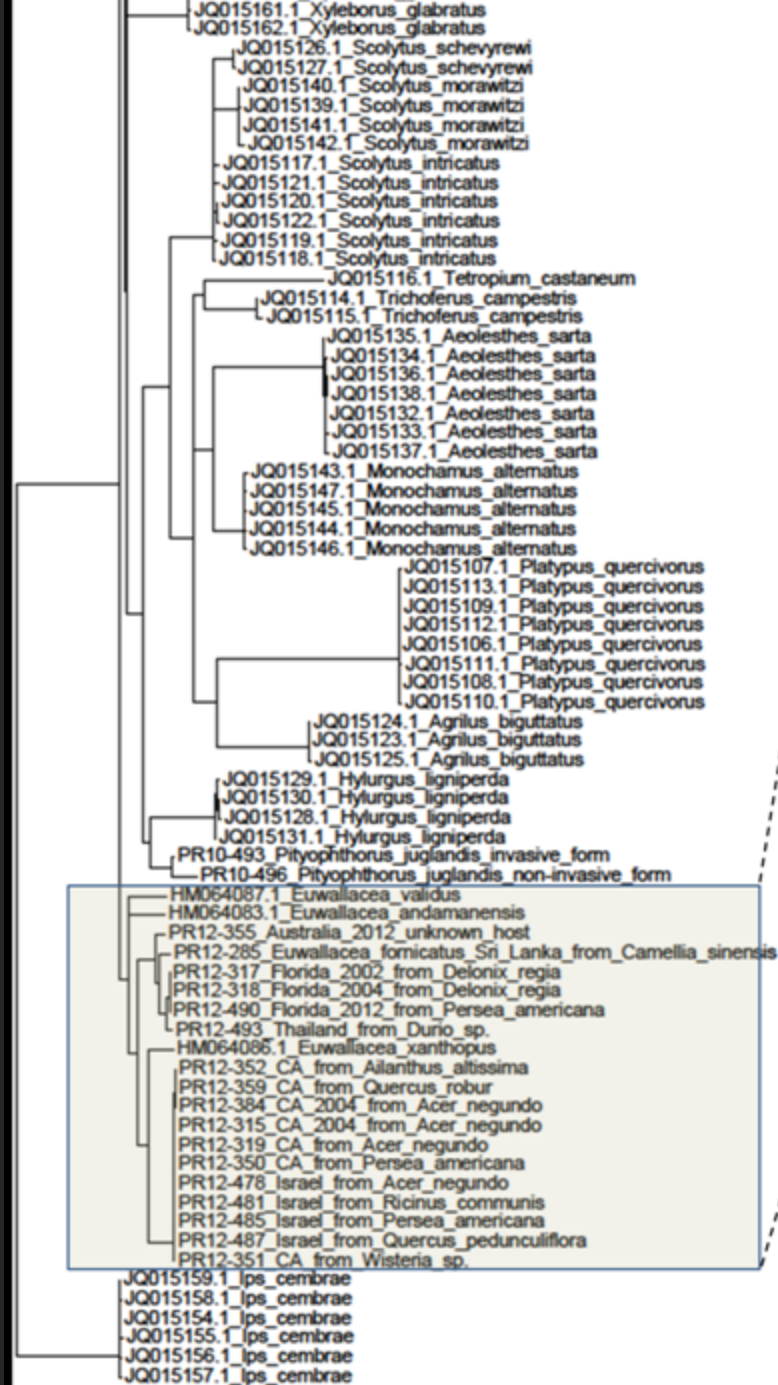 JQ015161.1_Xyleborus_glabratus
JQ015162.1_Xyleborus_glabratus
JQ015126.1_Scolytus_schevyrewi
JQ015127.1_Scolytus_schevyrewi
JQ015140.1_Scolytus_morawitzi
JQ015139.1_Scolytus_morawitzi
JQ015141.1_Scolytus_morawitzi
JQ015142.1_Scolytus_morawitzi
JQ015117.1_Scolytus_intricatus
JQ015121.1_Scolytus_intricatus
JQ015120.1_Scolytus_intricatus
JQ015122.1_Scolytus_intricatus
JQ015119.1_Scolytus_intricatus
JQ015118.1_Scolytus_intricatus
JQ015116.1_Tetropium_castaneum
JQ015114.1_Trichoferus_campestris
JQ015115.1_Trichoferus_campestris
JQ015135.1_Aeolesthes_sarta
JQ015134.1_Aeolesthes_sarta
JQ015136.1_Aeolesthes_sarta
JQ015138.1_Aeolesthes_sarta
JQ015132.1_Aeolesthes_sarta
JQ015133.1_Aeolesthes_sarta
JQ015137.1_Aeolesthes_sarta
JQ015143.1_Monochamus_alternatus
JQ015147.1_Monochamus_alternatus
JQ015145.1_Monochamus_alternatus
JQ015144.1_Monochamus_alternatus
JQ015146.1_Monochamus_alternatus
JQ015107.1_Platypus_quercivorus
JQ015113.1_Platypus_quercivorus
JQ015109.1_Platypus_quercivorus
JQ015112.1_Platypus_quercivorus
JQ015106.1_Platypus_quercivorus
JQ015111.1_Platypus_quercivorus
JQ015108.1_Platypus_quercivorus
JQ015110.1_Platypus_quercivorus
JQ015124.1_Agrilus_biguttatus
JQ015123.1_Agrilus_biguttatus
JQ015125.1_Agrilus_biguttatus
JQ015129.1_Hylurgus_ligniperda
JQ015130.1_Hylurgus_ligniperda
JQ015128.1_Hylurgus_ligniperda
JQ015131.1_Hylurgus_ligniperda
PR10-493_Pityophthorus_juglandis_invasive_form
PR10-496_Pityophthorus_juglandis_non-invasive_form
HM064087.1_Euwallacea_validus
HM064083.1_Euwallacea_andamanensis
PR12-355_Australia_2012_unknown_host
PR12-285_Euwallacea_fornicatus_Sri_Lanka_from_Camellia_sinensis
PR12-317_Florida_2002_from_Delonix_regia
PR12-318_Florida_2004_from_Delonix_regia
PR12-490_Florida_2012_from_Persea_americana
PR12-493_Thailand_from_Durio_sp.
HM064086.1_Euwallacea_xanthopus
PR12-352_CA_from_Ailanthus_altissima
PR12-359_CA_from_Quercus_robur
PR12-384_CA_2004_from_Acer_negundo
PR12-315_CA_2004_from_Acer_negundo
PR12-319_CA_from_Acer_negundo
PR12-350_CA_from_Persea_americana
PR12-478_Israel_from_Acer_negundo
PR12-481_Israel_from_Ricinus_communis
PR12-485_Israel_from_Persea_americana
PR12-487_Israel_from_Quercus_pedunculiflora
PR12-351_CA_from_Wisteria_sp.
JQ015159.1_Ips_cembrae
JQ015158.1_Ips_cembrae
JQ015154.1_Ips_cembrae
JQ015155.1_Ips_cembrae
JQ015156.1_Ips_cembrae
JQ015157.1_Ips_cembrae